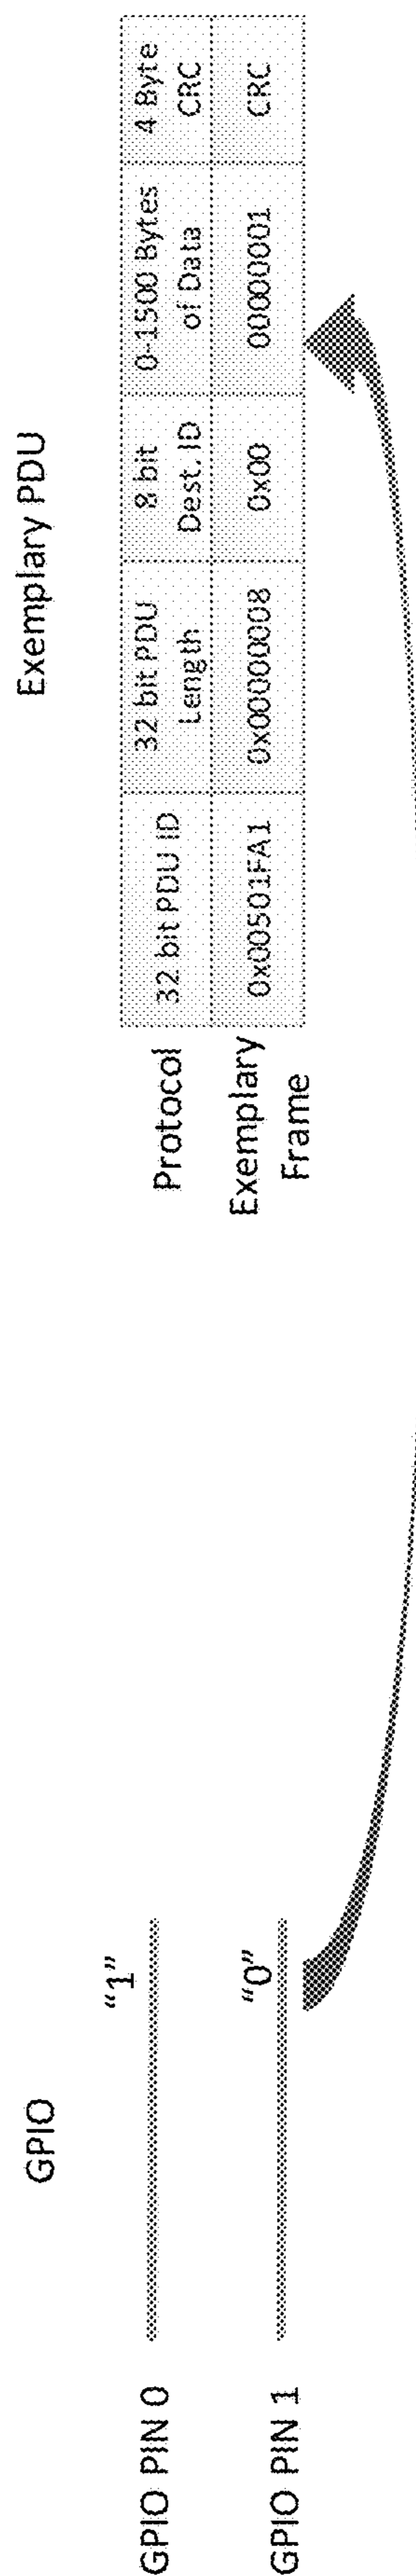 GPIO
GPIO PIN 0
"1"
GPIO PIN 1
"0"
Exemplary PDU
Protocol
32 bit PDU ID
32 bit PDU
Length
8 bit
Dest. ID
0-1500 Bytes
of Data
4 Byte
CRC
Exemplary
Frame
0x00501FA1
0x00000008
0x00
00000001
CRC